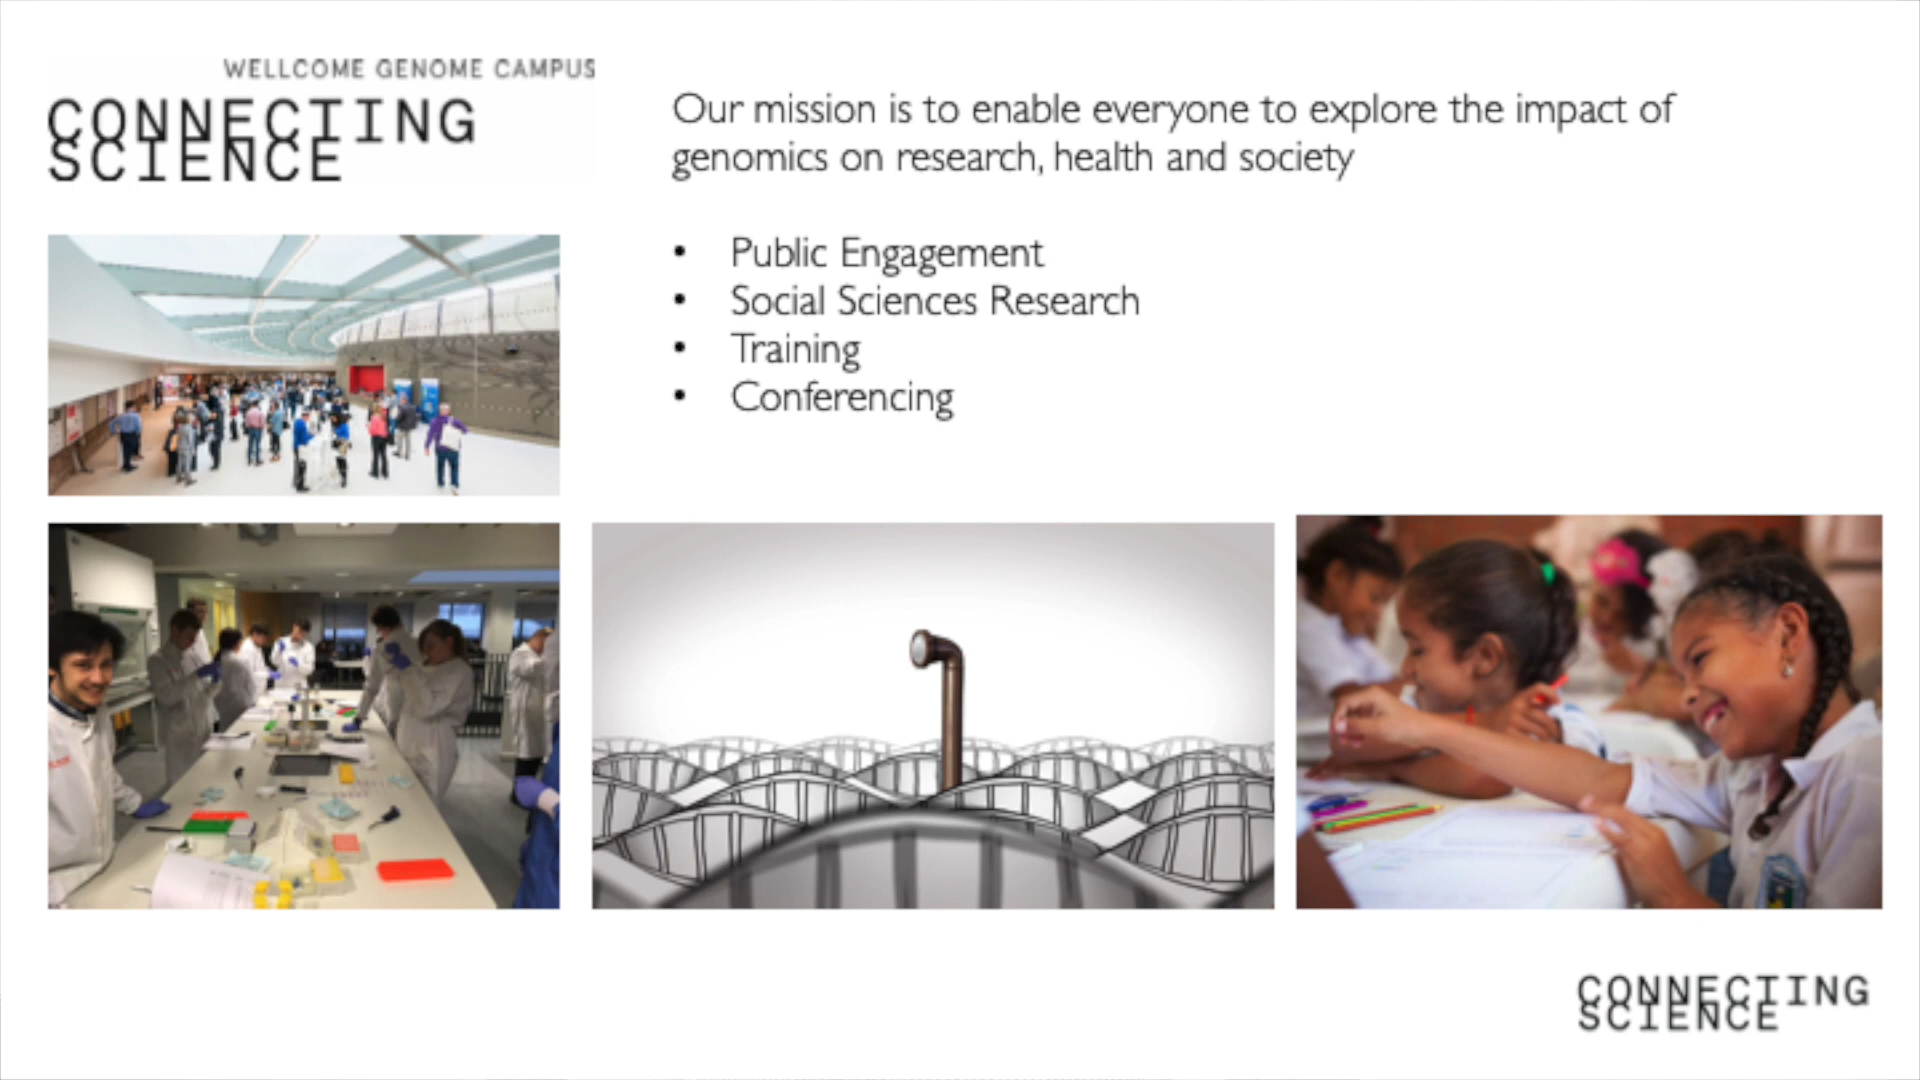 WELLCOME GENOME CAMPUS
CONNECTING
SCIENCE
Our mission is to enable everyone to explore the impact of
genomics on research, health and society
• Public Engagement
• Social Sciences Research
• Training
• Conferencing
CONNECTING
SCIENCE